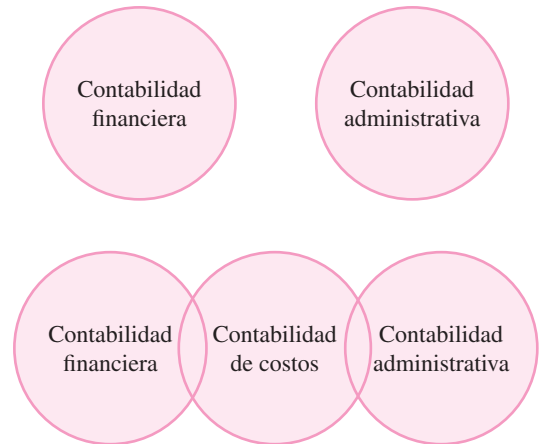 Contabilidad
financiera
Contabilidad
administrativa
Contabilidad
financiera
Contabilidad
de costos
Contabilidad
administrativa